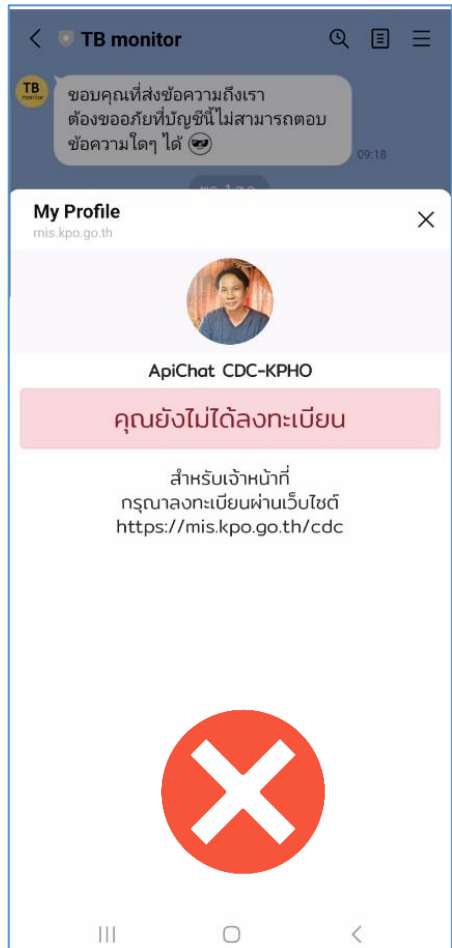 TB monitor
TB
monitor
ขอบคุณที่ส่งข้อความถึงเรา
ต้องขออภัยที่บัญชีนี้ไม่สามารถตอบ
ข้อความใดๆ ได้
09:18
My Profile
mis.kpo.go.th
ApiChat CDC-KPHO
คุณยังไม่ได้ลงทะเบียน
สำหรับเจ้าหน้าที่
กรุณาลงทะเบียนผ่านเว็บไซต์
https://mis.kpo.go.th/cdc